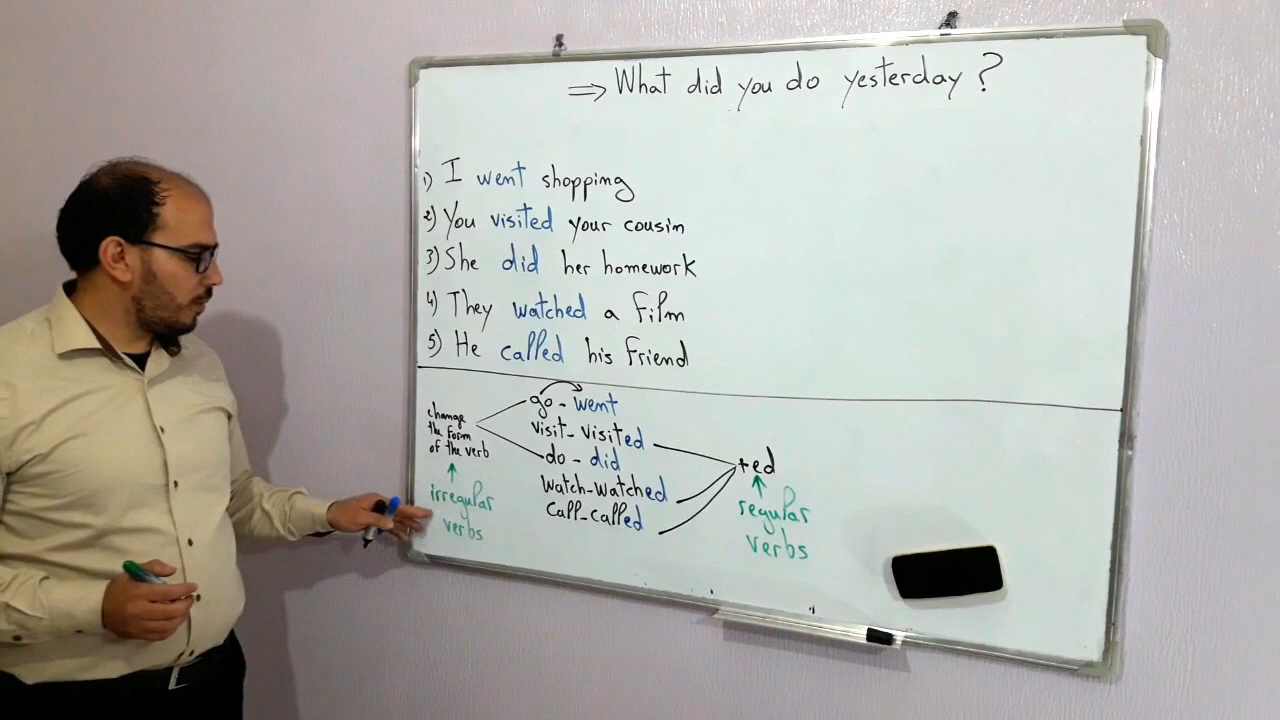 ⇒ What did you do yesterday?
1) I went shopping
2) You visited your cousin
3) She did her homework
4) They watched a film
5) He called his friend
change
the form
of the verb
irregular
verbs
go - went
visit - visited
do - did
watch - watched
call - called
+ed
regular
verbs